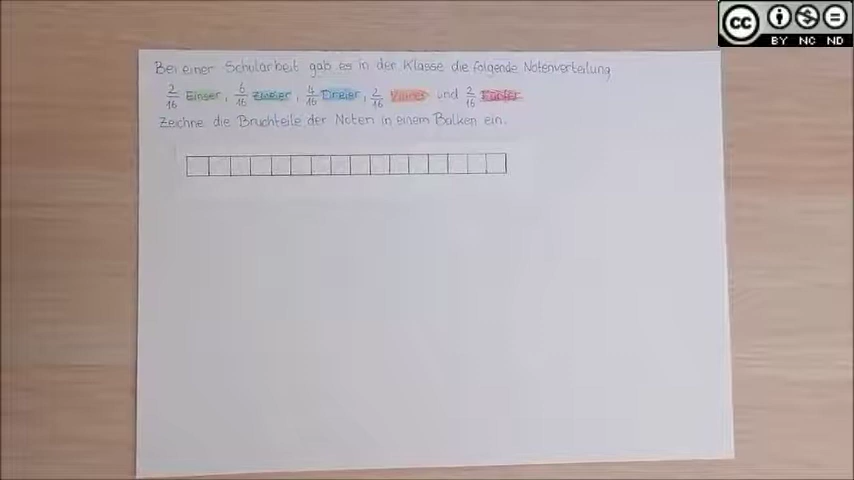 Bei einer Schularbeit gab es in der Klasse die folgende Notenverteilung
2/16 Einser, 6/16 Zweier, 4/16 Dreier, 2/16 Vierer und 2/16 Fünfer
Zeichne die Bruchteile der Noten in einem Balken ein.
cc
BY NC ND